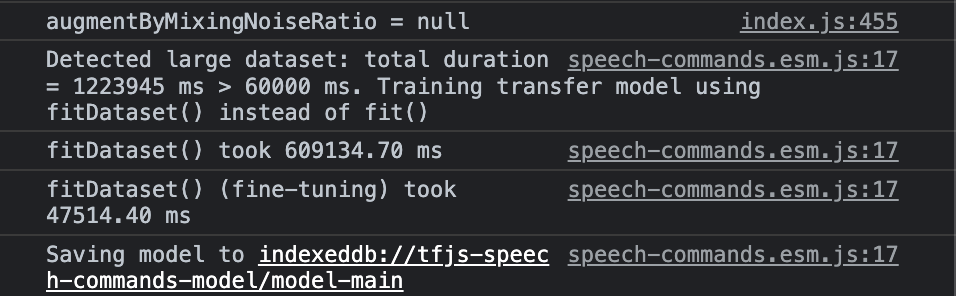 augmentByMixingNoiseRatio = null index.js:455
Detected large dataset: total duration speech-commands.esm.js:17
= 1223945 ms > 60000 ms. Training transfer model using
fitDataset() instead of fit()
fitDataset() took 609134.70 ms speech-commands.esm.js:17
fitDataset() (fine-tuning) took speech-commands.esm.js:17
47514.40 ms
Saving model to indexeddb://tfjs-speec speech-commands.esm.js:17
h-commands-model/model-main